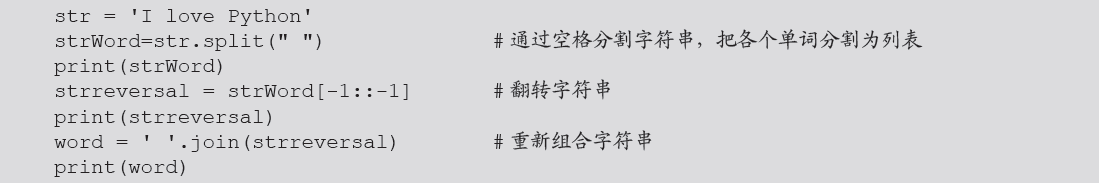 str = 'I love Python'
strWord=str.split(" ") # 通过空格分割字符串，把各个单词分割为列表
print(strWord)
strreversal = strWord[-1::-1] # 翻转字符串
print(strreversal)
word = ' '.join(strreversal) # 重新组合字符串
print(word)